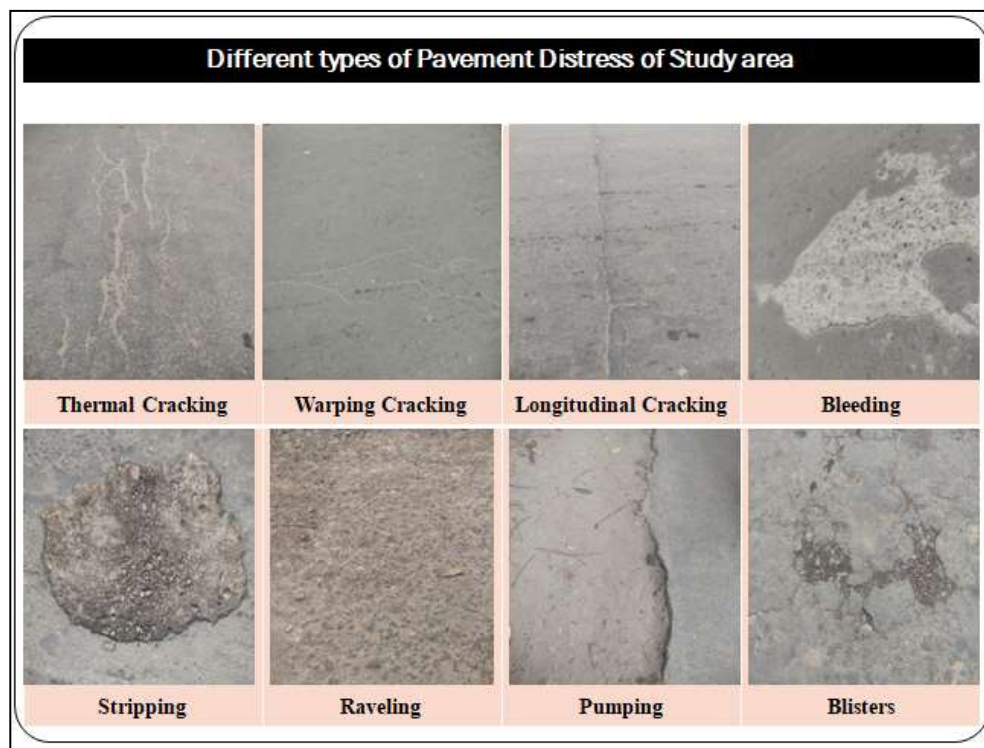 Different types of Pavement Distress of Study area
Thermal Cracking
Warping Cracking
Longitudinal Cracking
Bleeding
Stripping
Raveling
Pumping
Blisters